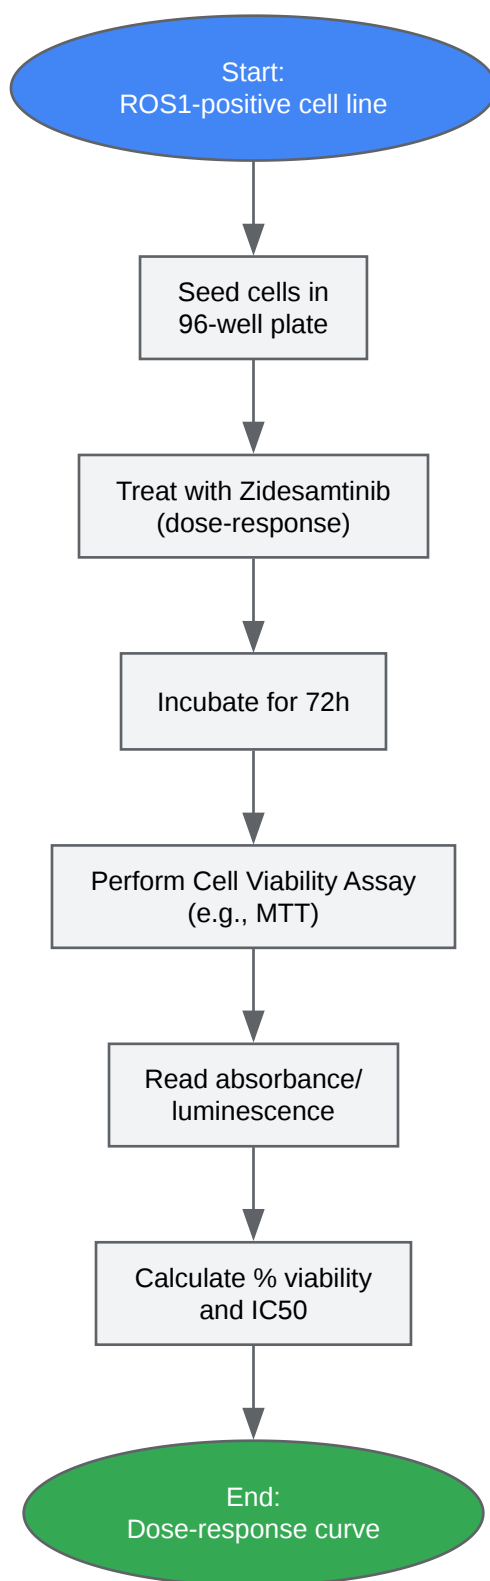 Start:
ROS1-positive cell line
Seed cells in
96-well plate
Treat with Zidesamtinib
(dose-response)
Incubate for 72h
Perform Cell Viability Assay
(e.g., MTT)
Read absorbance/
luminescence
Calculate % viability
and IC50
End:
Dose-response curve